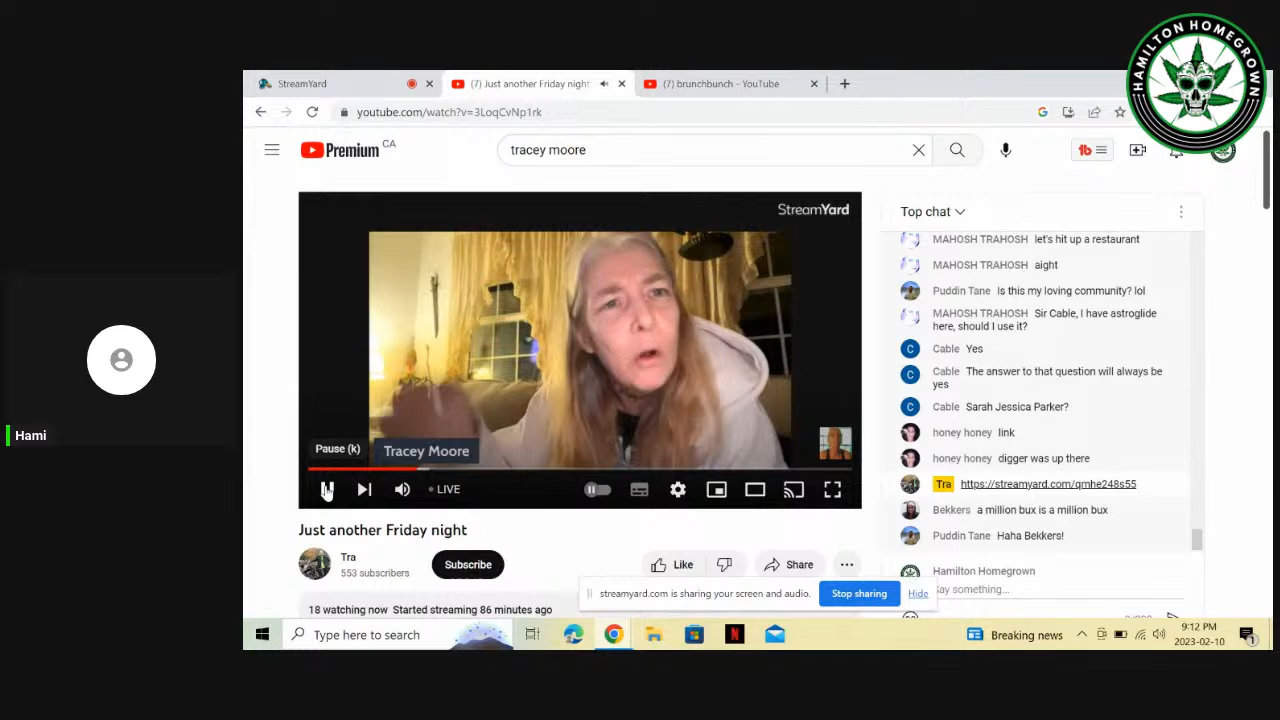 HAMILTON HOMEGROWN
StreamYard
(7) Just another Friday night
(7) brunchbunch - YouTube
youtube.com/watch?v=3LoqCvNp1rk
Premium CA
tracey moore
StreamYard
Top chat
MAHOSH TRAHOSH let's hit up a restaurant
MAHOSH TRAHOSH aight
Puddin Tane Is this my loving community? lol
MAHOSH TRAHOSH Sir Cable, I have astroglide
here, should I use it?
C Cable Yes
C Cable The answer to that question will always be
yes
C Cable Sarah Jessica Parker?
honey honey link
honey honey digger was up there
Tra https://streamyard.com/qmhe248s55
Bekkers a million bux is a million bux
Puddin Tane Haha Bekkers!
Hamilton Homegrown
Say something...
Hami
Pause (k)
Tracey Moore
LIVE
Just another Friday night
Tra
553 subscribers
Subscribe
Like
Share
streamyard.com is sharing your screen and audio.
Stop sharing
Hide
18 watching now Started streaming 86 minutes ago
Type here to search
N
Breaking news
9:12 PM
2023-02-10
1